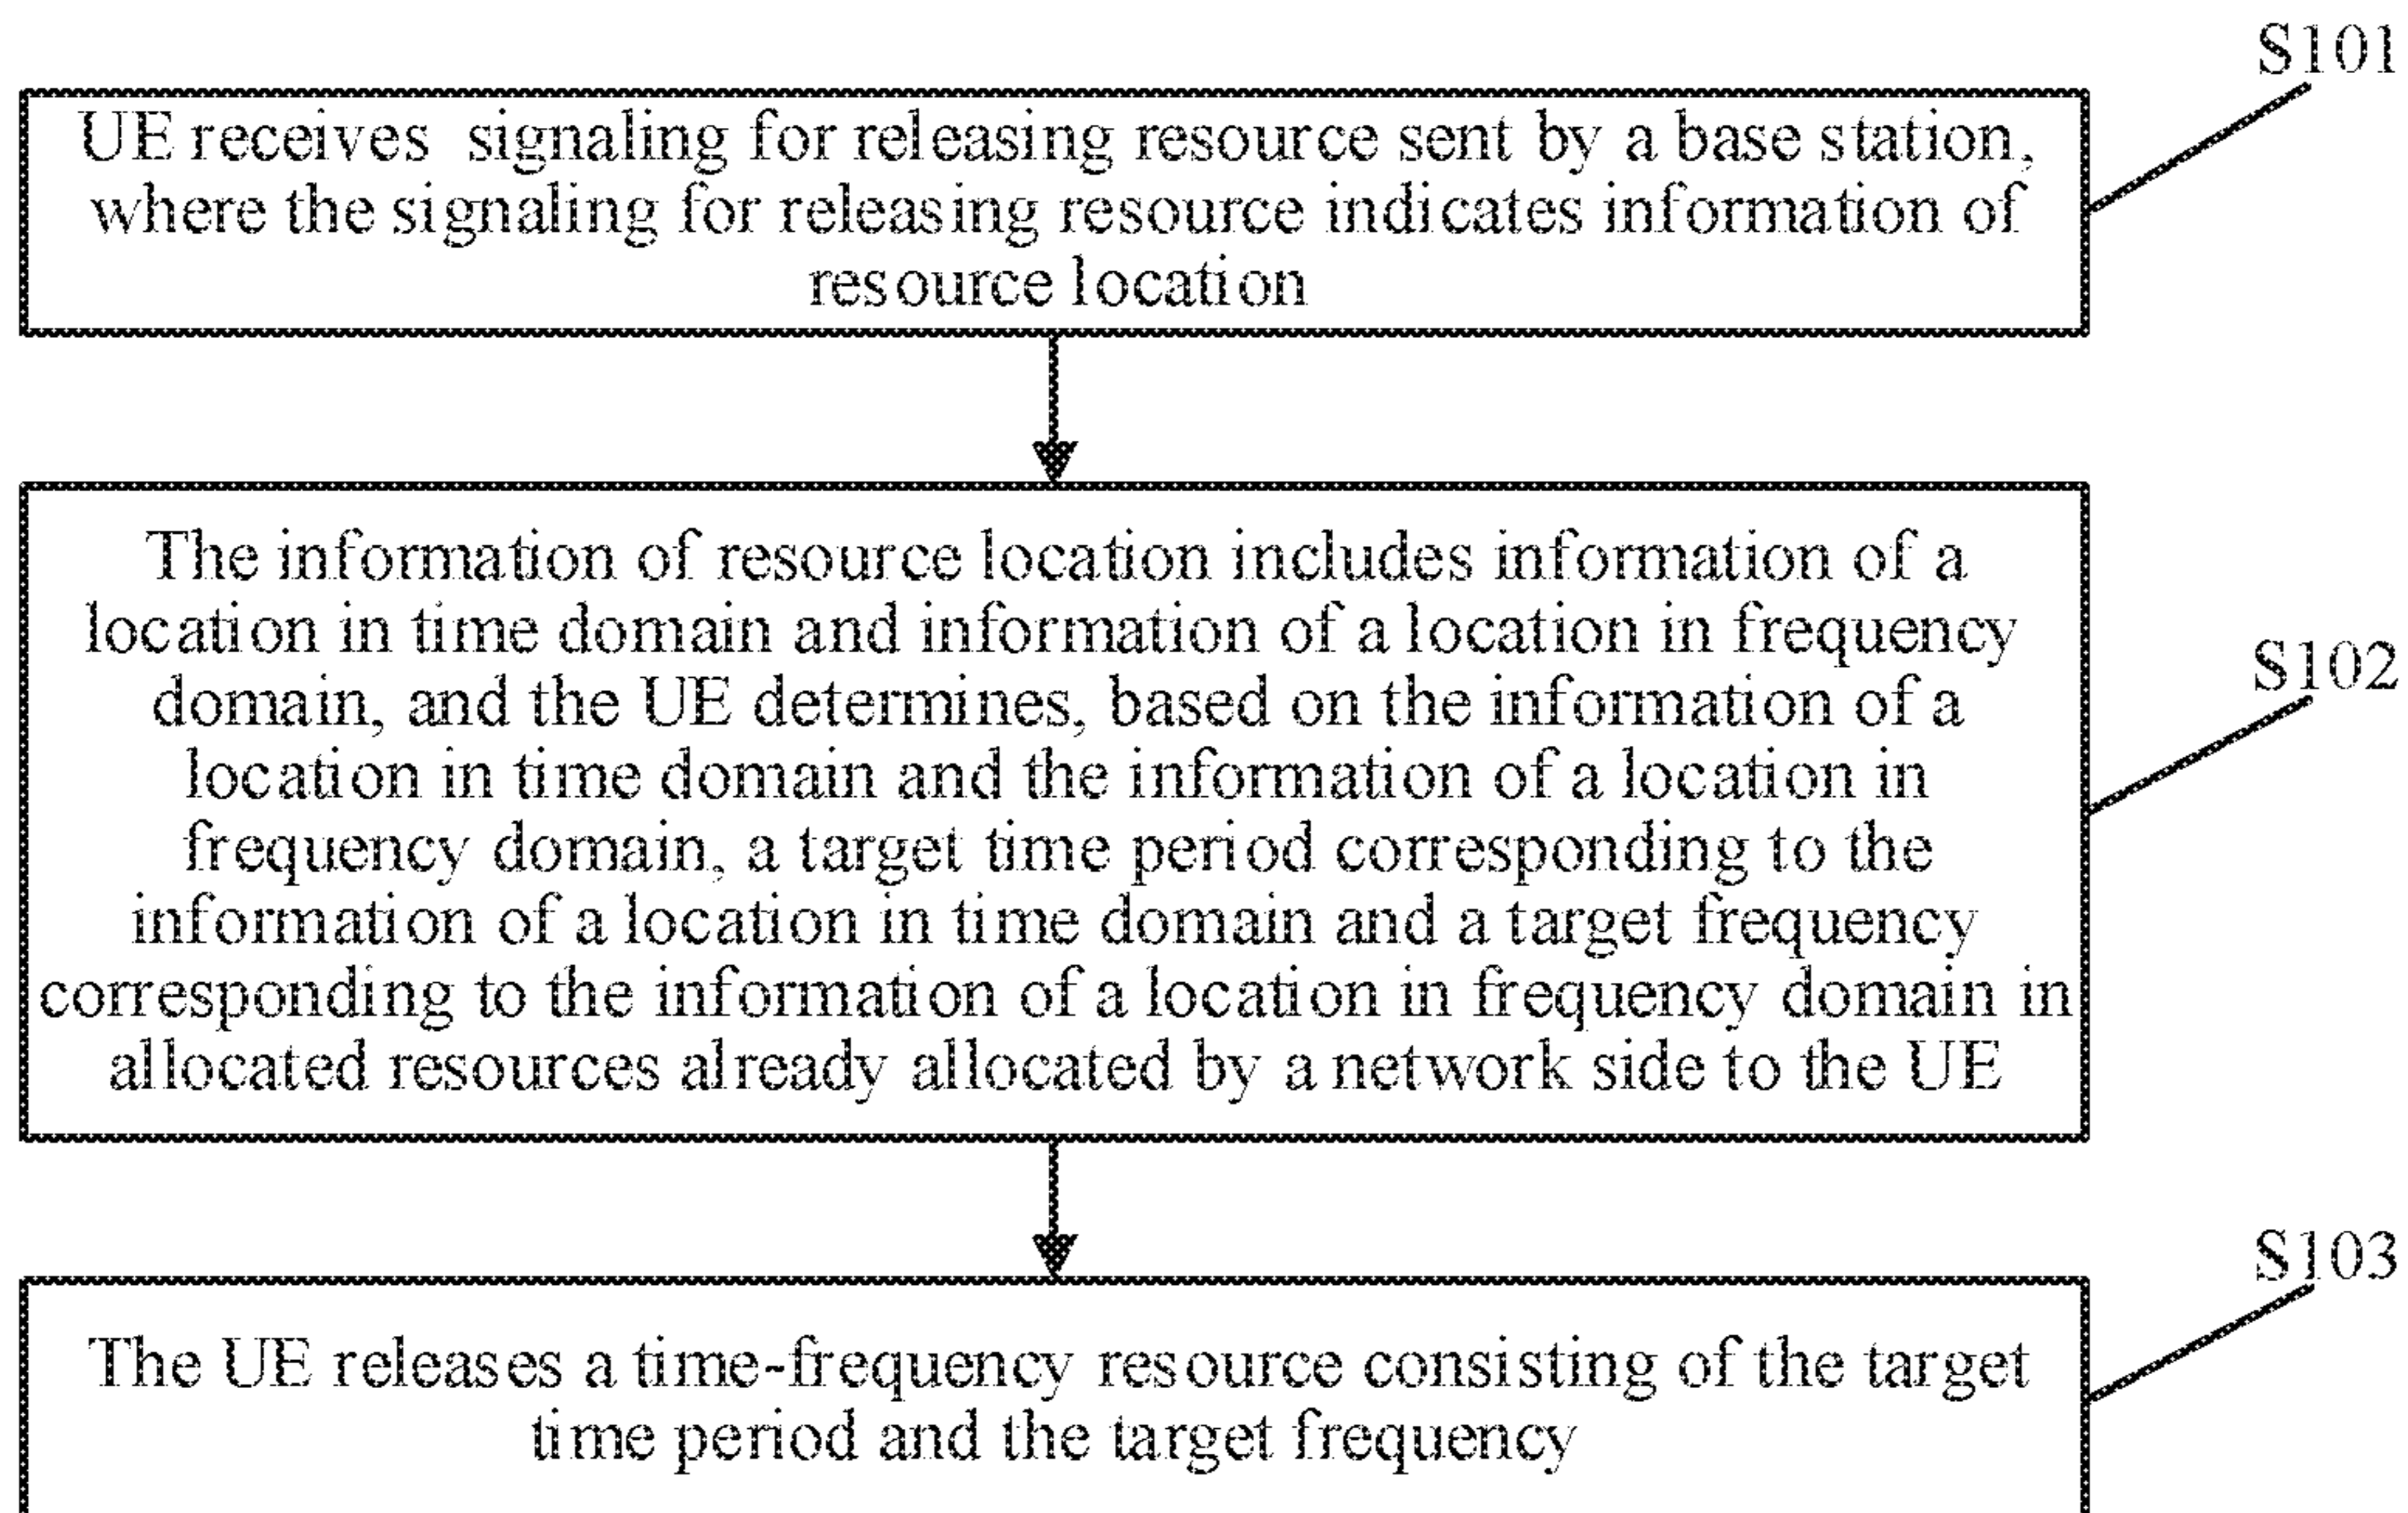 S101
UE receives signaling for releasing resource sent by a base station,
where the signaling for releasing resource indicates information of
resource location
The information of resource location includes information of a
location in time domain and information of a location in frequency
domain, and the UE determines, based on the information of a
location in time domain and the information of a location in
frequency domain, a target time period corresponding to the
information of a location in time domain and a target frequency
corresponding to the information of a location in frequency domain in
allocated resources already allocated by a network side to the UE
S102
S103
The UE releases a time-frequency resource consisting of the target
time period and the target frequency